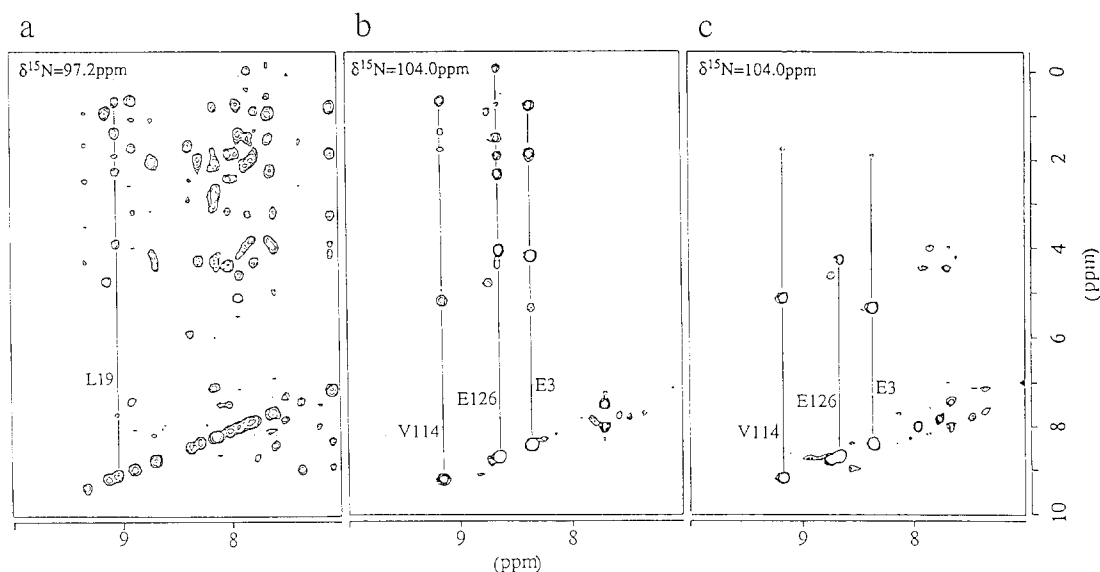 a b c
δ¹⁵N=97.2ppm δ¹⁵N=104.0ppm δ¹⁵N=104.0ppm
0
2
4
6
8
10
(ppm)
L19
V114
E126
E3
V114
E126
E3
9 8 9 8 9 8
(ppm)